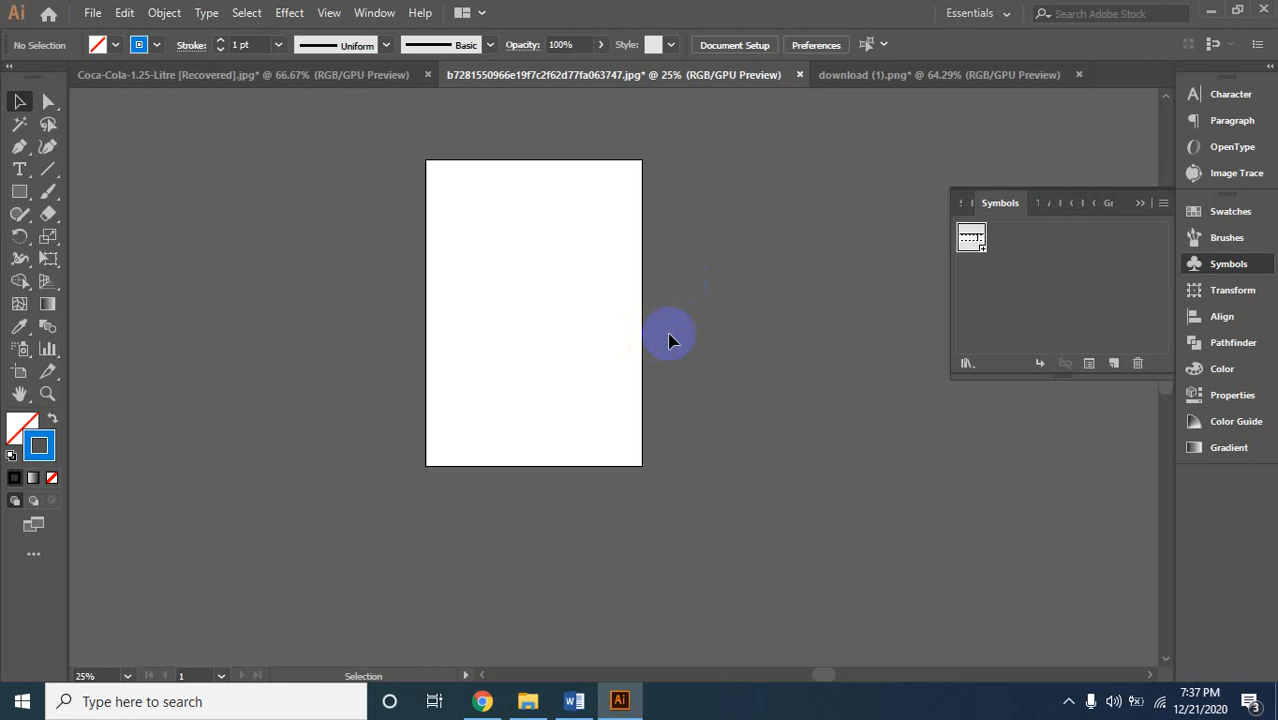 Ai File Edit Object Type Select Effect View Window Help Essentials Search Adobe Stock
No Selection Stroke: 1 pt Uniform Basic Opacity: 100% Style: Document Setup Preferences
Coca-Cola-1.25-Litre [Recovered].jpg* @ 66.67% (RGB/GPU Preview) b7281550966e19f7c2f62d77fa063747.jpg* @ 25% (RGB/GPU Preview) download (1).png* @ 64.29% (RGB/GPU Preview)
Character
Paragraph
OpenType
Image Trace
Symbols Gr
Swatches
Brushes
Symbols
Transform
Align
Pathfinder
Color
Properties
Color Guide
Gradient
25% 1 Selection
Type here to search Ai 7:37 PM
12/21/2020 3